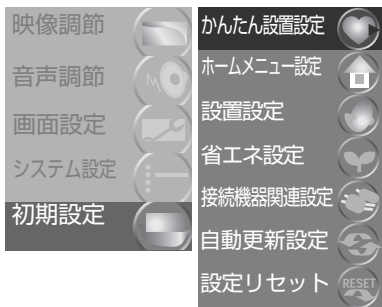 映像調節
音声調節
画面設定
システム設定
初期設定
かんたん設置設定
ホームメニュー設定
設置設定
省エネ設定
接続機器関連設定
自動更新設定
設定リセット
RESET